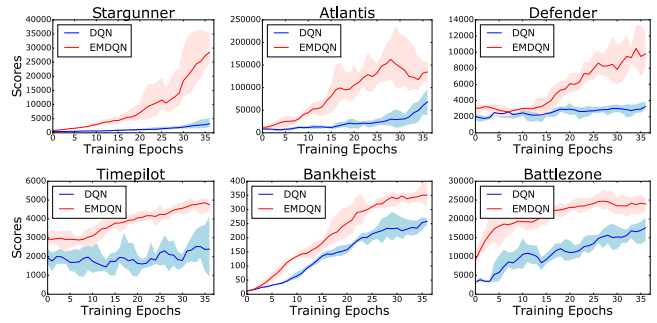 Stargunner
40000
35000
30000
25000
20000
15000
10000
5000
0
Scores
DQN
EMDQN
0 5 10 15 20 25 30 35
Training Epochs
Atlantis
250000
200000
150000
100000
50000
0
DQN
EMDQN
0 5 10 15 20 25 30 35
Training Epochs
Defender
14000
12000
10000
8000
6000
4000
2000
0
DQN
EMDQN
0 5 10 15 20 25 30 35
Training Epochs
Timepilot
6000
5000
4000
3000
2000
1000
0
Scores
DQN
EMDQN
0 5 10 15 20 25 30 35
Training Epochs
Bankheist
400
350
300
250
200
150
100
50
0
DQN
EMDQN
0 5 10 15 20 25 30 35
Training Epochs
Battlezone
30000
25000
20000
15000
10000
5000
0
DQN
EMDQN
0 5 10 15 20 25 30 35
Training Epochs